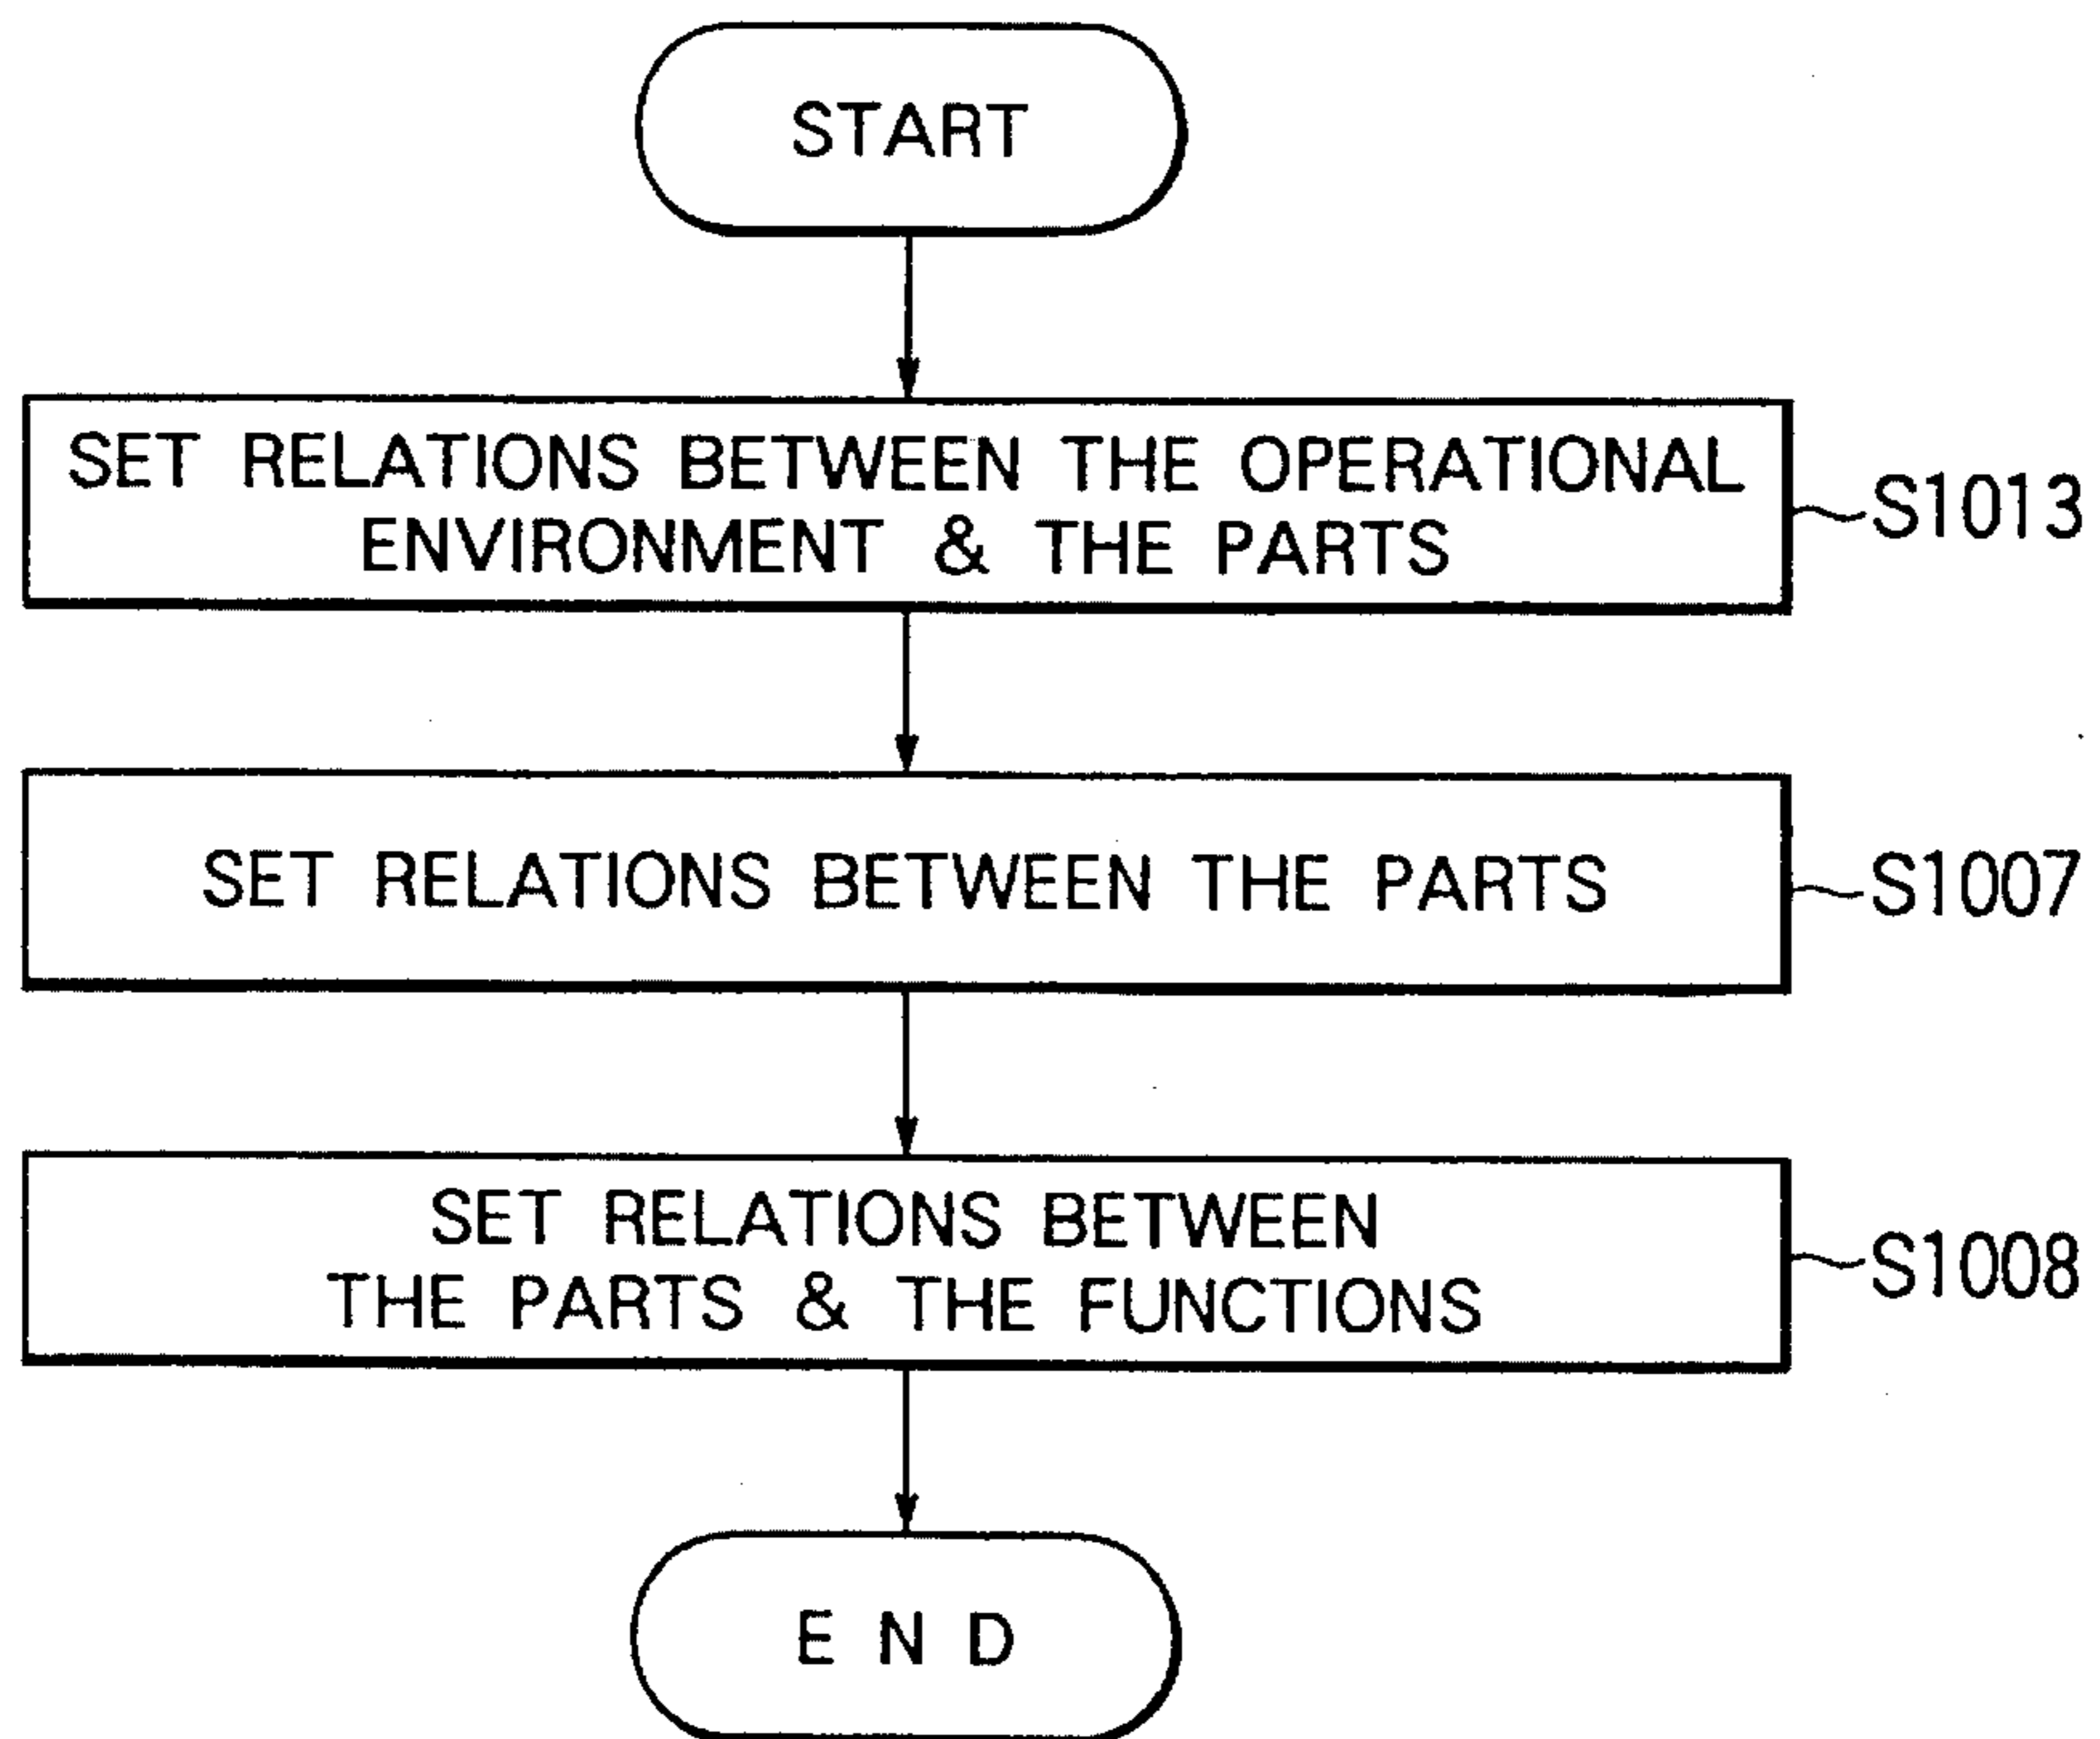 START
SET RELATIONS BETWEEN THE OPERATIONAL
ENVIRONMENT & THE PARTS
S1013
SET RELATIONS BETWEEN THE PARTS
S1007
SET RELATIONS BETWEEN
THE PARTS & THE FUNCTIONS
S1008
END